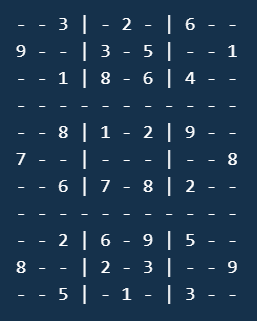 - - 3 | - 2 - | 6 - -
9 - - | 3 - 5 | - - 1
- - 1 | 8 - 6 | 4 - -
- - - - - - - - - - -
- - 8 | 1 - 2 | 9 - -
7 - - | - - - | - - 8
- - 6 | 7 - 8 | 2 - -
- - - - - - - - - - -
- - 2 | 6 - 9 | 5 - -
8 - - | 2 - 3 | - - 9
- - 5 | - 1 - | 3 - -